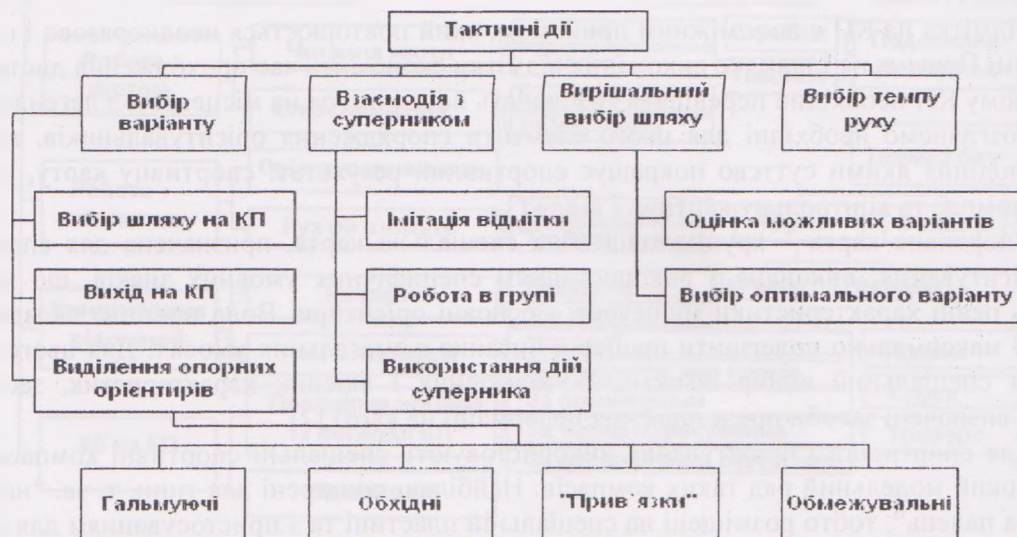 Тактичні дії
Вибір
варіанту
Взаємодія з
суперником
Вирішальний
вибір шляху
Вибір темпу
руху
Вибір шляху на КП
Імітація відмітки
Оцінка можливих варіантів
Вихід на КП
Робота в групі
Вибір оптимального варіанту
Виділення опорних
орієнтирів
Використання дій
суперника
Гальмуючі
Обхідні
"Прив`язки"
Обмежувальні